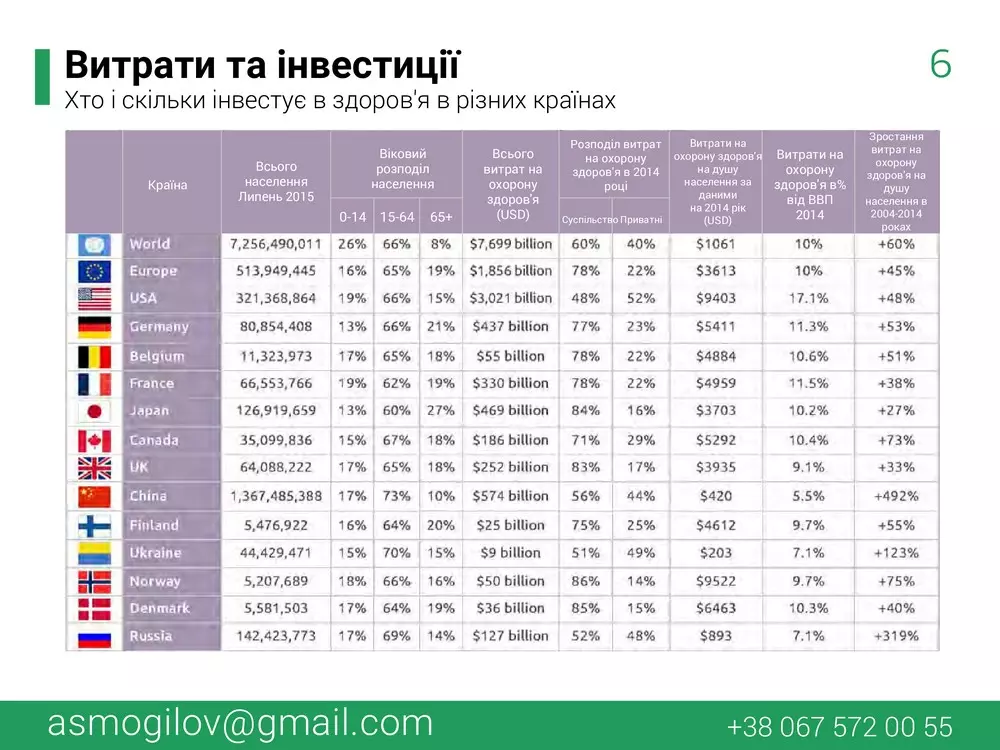 Витрати та інвестиції
6
Хто і скільки інвестує в здоров'я в різних країнах
Країна
Всього
населення
Липень 2015
Віковий
розподіл
населення
0-14 15-64 65+
Всього
витрат на
охорону
здоров'я
(USD)
Розподіл витрат
на охорону
здоров'я в 2014
році
Суспільство Приватні
Витрати на
охорону здоров'я
на душу
населення за
даними
на 2014 рік
(USD)
Витрати на
охорону
здоров'я в%
від ВВП
2014
Зростання
витрат на
охорону
здоров'я на
душу
населення в
2004-2014
роках
World 7,256,490,011 26% 66% 8% $7,699 billion 60% 40% $1061 10% +60%
Europe 513,949,445 16% 65% 19% $1,856 billion 78% 22% $3613 10% +45%
USA 321,368,864 19% 66% 15% $3,021 billion 48% 52% $9403 17.1% +48%
Germany 80,854,408 13% 66% 21% $437 billion 77% 23% $5411 11.3% +53%
Belgium 11,323,973 17% 65% 18% $55 billion 78% 22% $4884 10.6% +51%
France 66,553,766 19% 62% 19% $330 billion 78% 22% $4959 11.5% +38%
Japan 126,919,659 13% 60% 27% $469 billion 84% 16% $3703 10.2% +27%
Canada 35,099,836 15% 67% 18% $186 billion 71% 29% $5292 10.4% +73%
UK 64,088,222 17% 65% 18% $252 billion 83% 17% $3935 9.1% +33%
China 1,367,485,388 17% 73% 10% $574 billion 56% 44% $420 5.5% +492%
Finland 5,476,922 16% 64% 20% $25 billion 75% 25% $4612 9.7% +55%
Ukraine 44,429,471 15% 70% 15% $9 billion 51% 49% $203 7.1% +123%
Norway 5,207,689 18% 66% 16% $50 billion 86% 14% $9522 9.7% +75%
Denmark 5,581,503 17% 64% 19% $36 billion 85% 15% $6463 10.3% +40%
Russia 142,423,773 17% 69% 14% $127 billion 52% 48% $893 7.1% +319%
asmogilov@gmail.com
+38 067 572 00 55